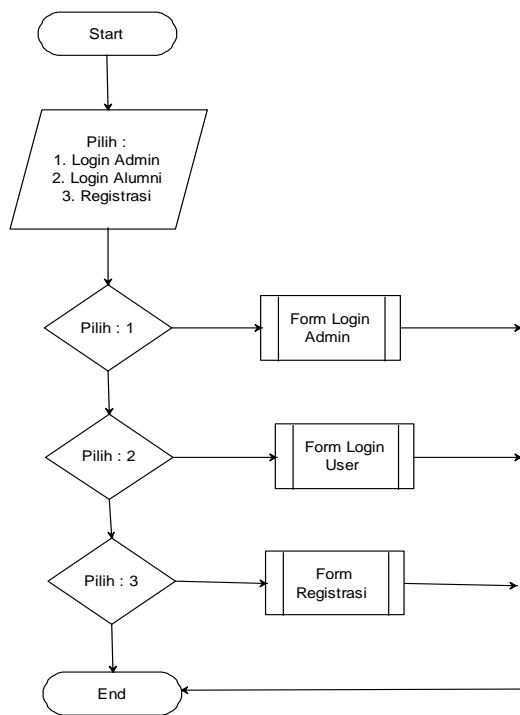 Start
Pilih :
1. Login Admin
2. Login Alumni
3. Registrasi
Pilih : 1
Form Login
Admin
Pilih : 2
Form Login
User
Pilih : 3
Form
Registrasi
End